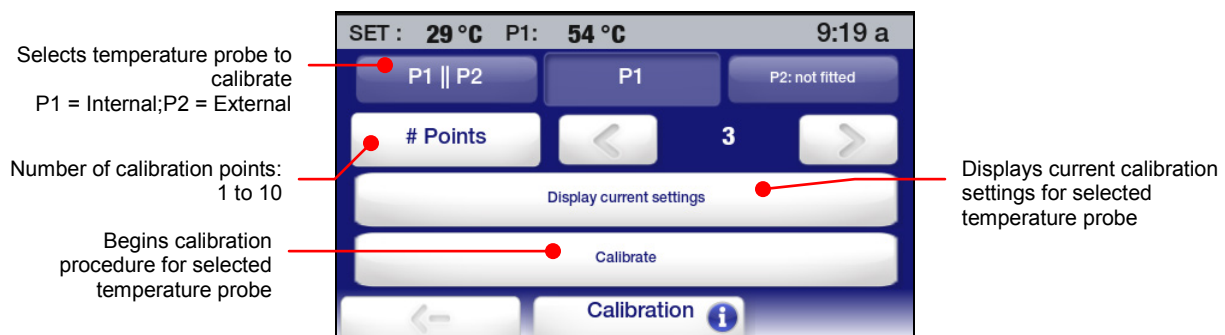 SET : 29 °C P1: 54 °C 9:19 a
Selects temperature probe to
calibrate
P1 = Internal;P2 = External
P1 || P2 P1 P2: not fitted
Number of calibration points:
1 to 10
# Points < 3 >
Display current settings
Displays current calibration
settings for selected
temperature probe
Begins calibration
procedure for selected
temperature probe
Calibrate
Calibration i